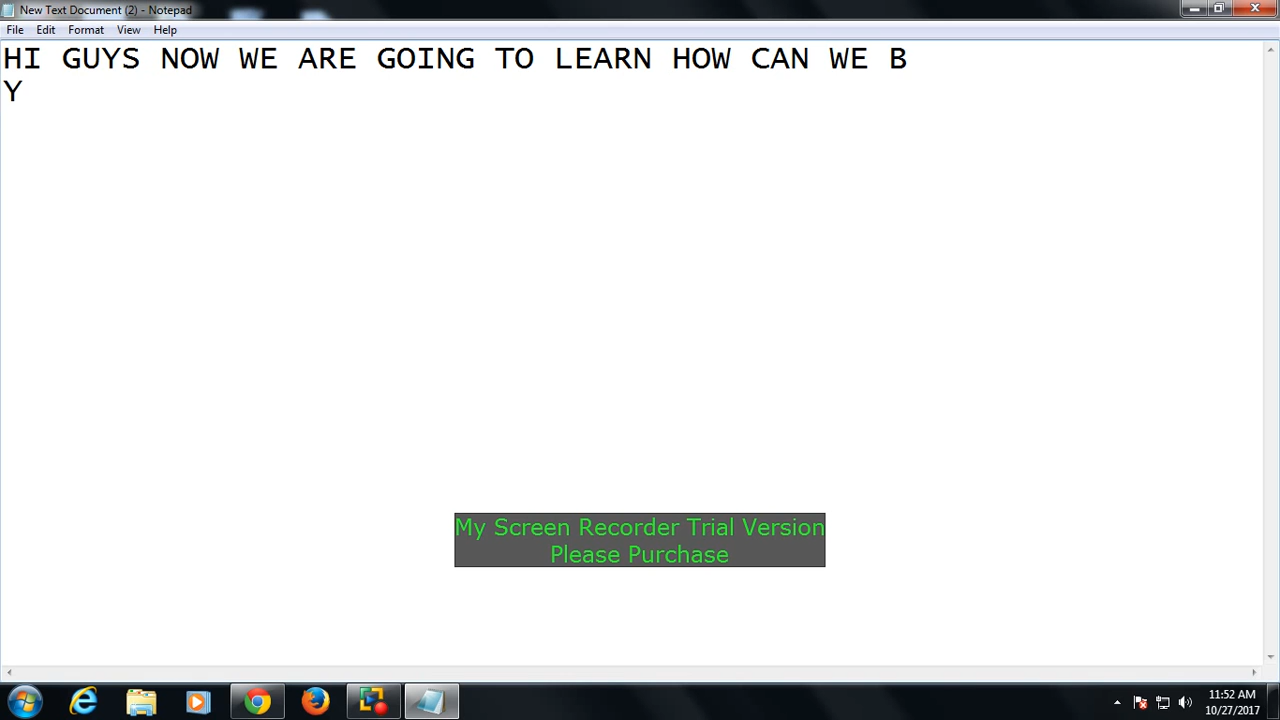 New Text Document (2) - Notepad
File Edit Format View Help
HI GUYS NOW WE ARE GOING TO LEARN HOW CAN WE B
Y
My Screen Recorder Trial Version
Please Purchase
11:52 AM
10/27/2017